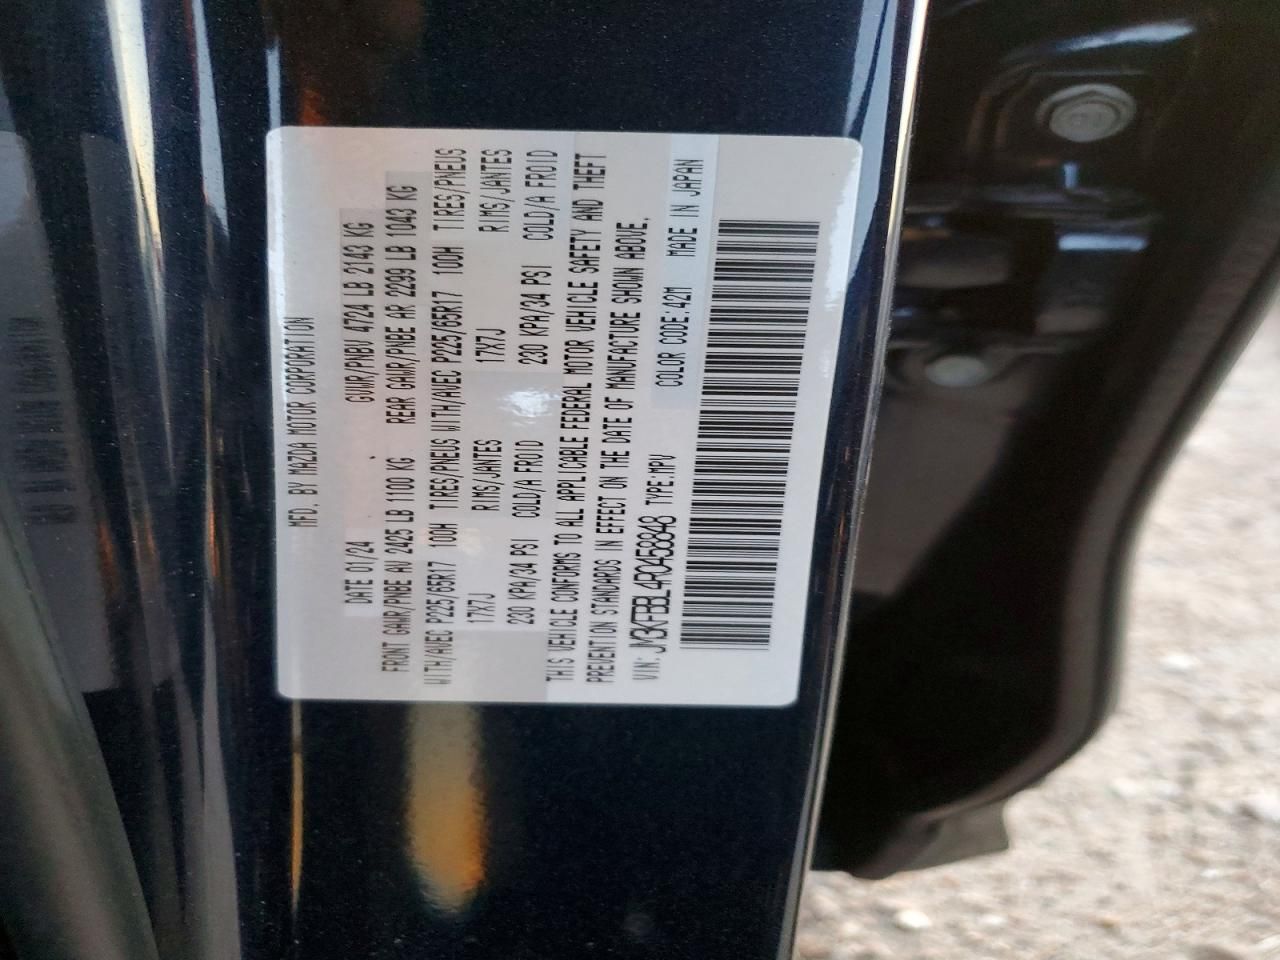 MFD. BY MAZDA MOTOR CORPORATION
DATE 01/24 GVWR/PNBV 4724 LB 2143 KG
FRONT GAWR/PNBE AV 2425 LB 1100 KG REAR GAWR/PNBE AR 2299 LB 1043 KG
WITH/AVEC P225/65R17 100H TIRES/PNEUS WITH/AVEC P225/65R17 100H TIRES/PNEUS
17X7J RIMS/JANTES 17X7J RIMS/JANTES
230 KPA/34 PSI COLD/A FROID 230 KPA/34 PSI COLD/A FROID
THIS VEHICLE CONFORMS TO ALL APPLICABLE FEDERAL MOTOR VEHICLE SAFETY AND THEFT
PREVENTION STANDARDS IN EFFECT ON THE DATE OF MANUFACTURE SHOWN ABOVE.
VIN: JM3KFBBL4R0458848 TYPE:MPV COLOR CODE:42M MADE IN JAPAN